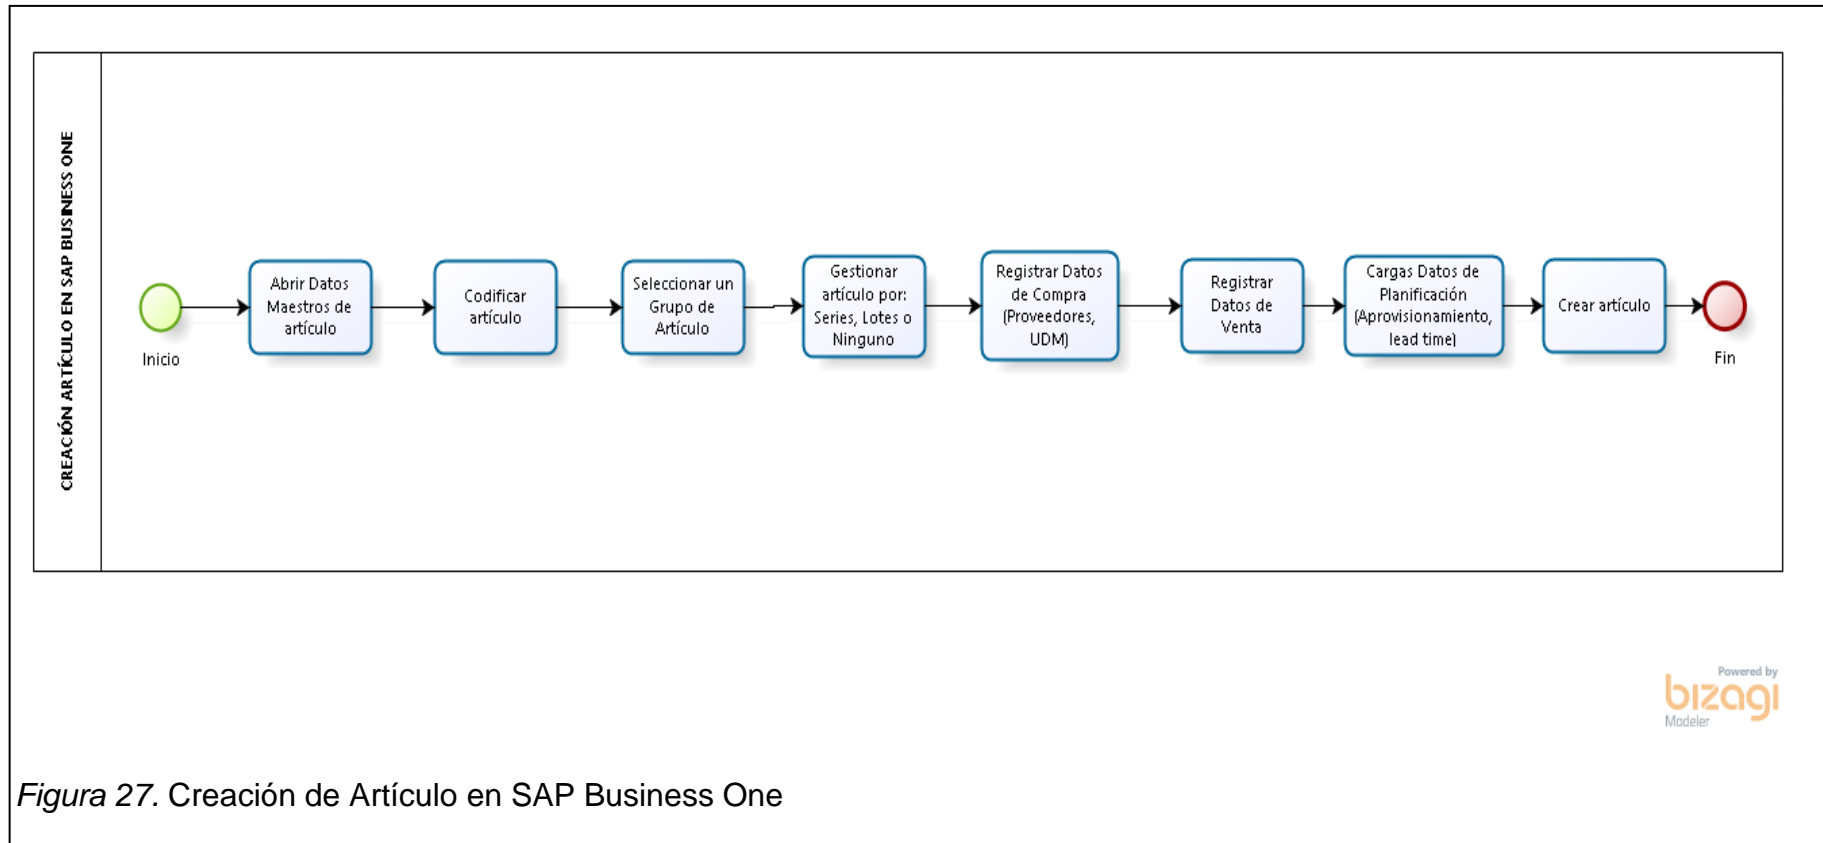 CREACIÓN ARTÍCULO EN SAP BUSINESS ONE
Inicio
Abrir Datos
Maestros de
artículo
Codificar
artículo
Seleccionar un
Grupo de
Artículo
Gestionar
artículo por:
Series, Lotes o
Ninguno
Registrar Datos
de Compra
(Proveedores,
UDM)
Registrar
Datos de
Venta
Cargas Datos de
Planificación
(Aprovisionamiento,
lead time)
Crear artículo
Fin
Powered by
bizagi
Modeler
Figura 27. Creación de Artículo en SAP Business One